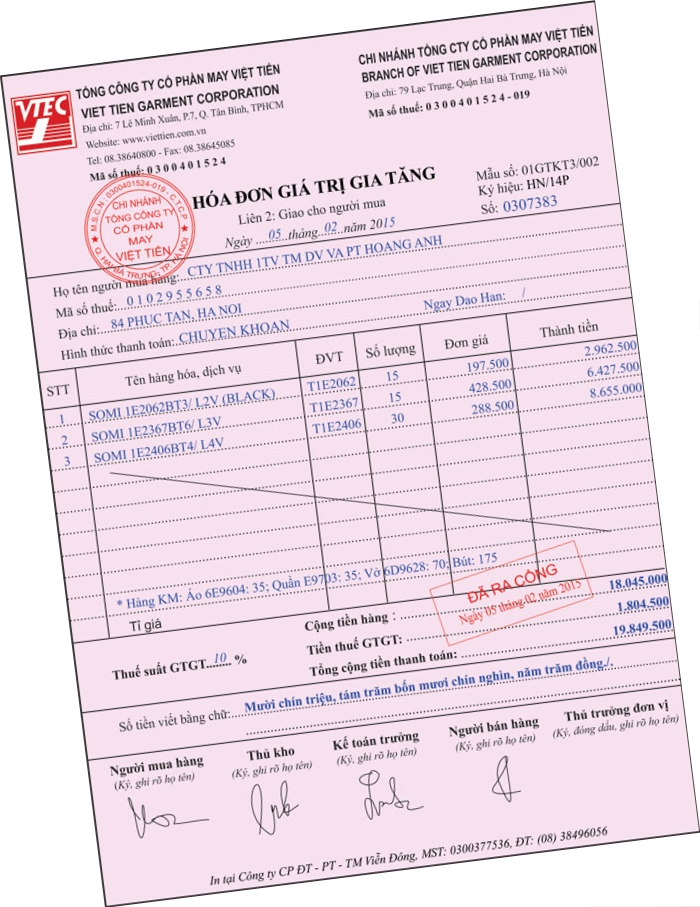 VTEC
TỔNG CÔNG TY CỔ PHẦN MAY VIỆT TIẾN
VIET TIEN GARMENT CORPORATION
Địa chỉ: 7 Lê Minh Xuân, P.7, Q. Tân Bình, TPHCM
Website: www.viettien.com.vn
Tel: 08.38640800 - Fax: 08.38645085
Mã số thuế: 0 3 0 0 4 0 1 5 2 4
CHI NHÁNH TỔNG CTY CỔ PHẦN MAY VIỆT TIẾN
BRANCH OF VIET TIEN GARMENT CORPORATION
Địa chỉ: 79 Lạc Trung, Quận Hai Bà Trưng, Hà Nội
Mã số thuế: 0 3 0 0 4 0 1 5 2 4 - 019
HÓA ĐƠN GIÁ TRỊ GIA TĂNG
Liên 2: Giao cho người mua
Ngày ....05...tháng...02...năm 2015
Mẫu số: 01GTKT3/002
Ký hiệu: HN/14P
Số: 0307383
M.S.C.N: 0300401524-019 - C.T.C.P
CHI NHÁNH
TỔNG CÔNG TY
CỔ PHẦN
MAY
VIỆT TIẾN
Q. HAI BÀ TRƯNG, TP. HÀ NỘI
Họ tên người mua hàng: CTY TNHH 1TV TM DV VA PT HOANG ANH
Mã số thuế: 0 1 0 2 9 5 5 6 5 8
Địa chỉ: 84 PHUC TAN, HA NOI
Hình thức thanh toán: CHUYEN KHOAN Ngay Dao Han: /
STT Tên hàng hóa, dịch vụ ĐVT Số lượng Đơn giá Thành tiền
1 SOMI 1E2062BT3/ L2V (BLACK) T1E2062 15 197.500 2.962.500
2 SOMI 1E2367BT6/ L3V T1E2367 15 428.500 6.427.500
3 SOMI 1E2406BT4/ L4V T1E2406 30 288.500 8.655.000
* Hàng KM: Áo 6E9604: 35; Quần E9703: 35; Vớ 6D9628: 70; Bút: 175
ĐÃ RA CỔNG
Ngày 05 tháng 02 năm 2015
Tỉ giá
Cộng tiền hàng : 18.045.000
Tiền thuế GTGT: 1.804.500
Thuế suất GTGT....10.... %
Tổng cộng tiền thanh toán: 19.849.500
Số tiền viết bằng chữ: Mười chín triệu, tám trăm bốn mươi chín nghìn, năm trăm đồng./.
Người mua hàng Thủ kho Kế toán trưởng Người bán hàng Thủ trưởng đơn vị
(Ký, ghi rõ họ tên) (Ký, ghi rõ họ tên) (Ký, ghi rõ họ tên) (Ký, ghi rõ họ tên) (Ký, đóng dấu, ghi rõ họ tên)
In tại Công ty CP ĐT - PT - TM Viễn Đông, MST: 0300377536, ĐT: (08) 38496056